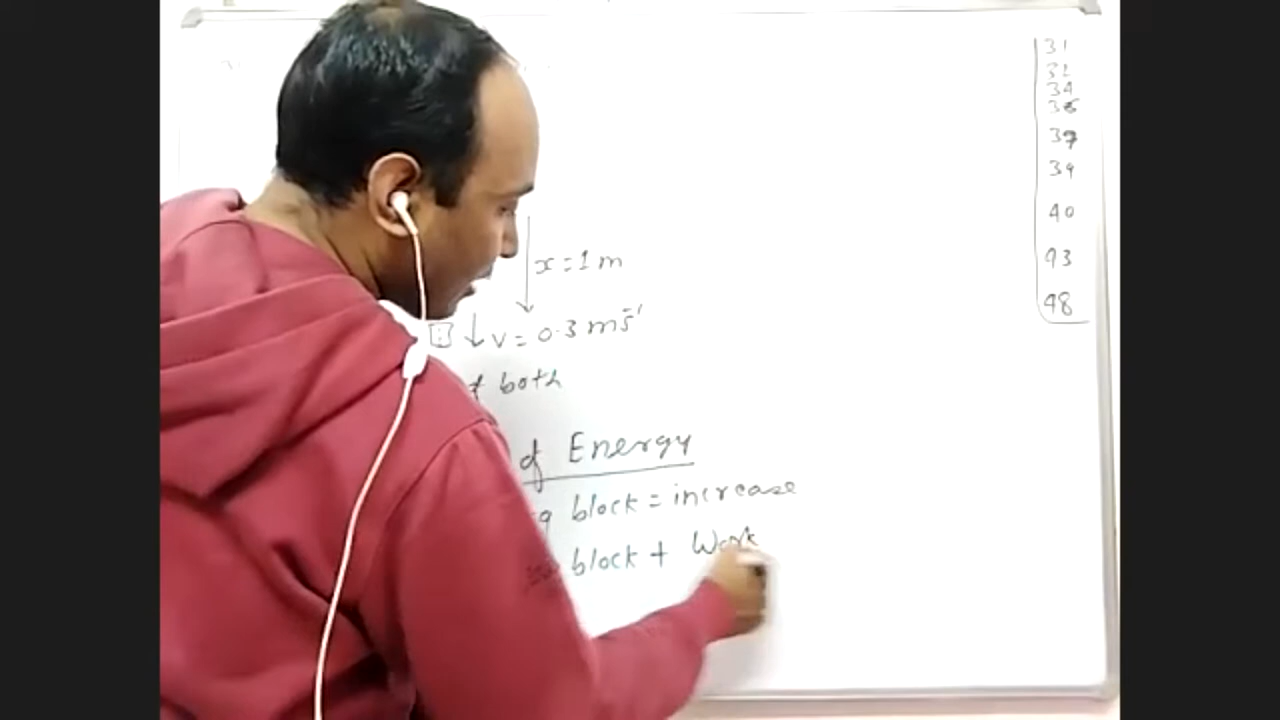 x = 1 m
v = 0.3 ms⁻¹
both
of Energy
block = increase
block + Work
31
32
34
36
37
39
40
43
48